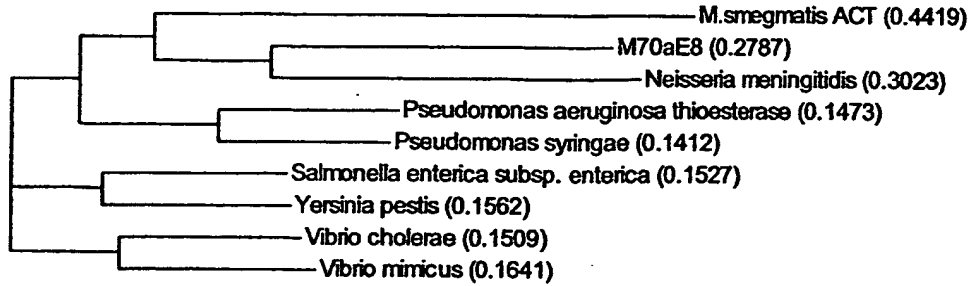 M.smegmatis ACT (0.4419)
M70aE8 (0.2787)
Neisseria meningitidis (0.3023)
Pseudomonas aeruginosa thioesterase (0.1473)
Pseudomonas syringae (0.1412)
Salmonella enterica subsp. enterica (0.1527)
Yersinia pestis (0.1562)
Vibrio cholerae (0.1509)
Vibrio mimicus (0.1641)